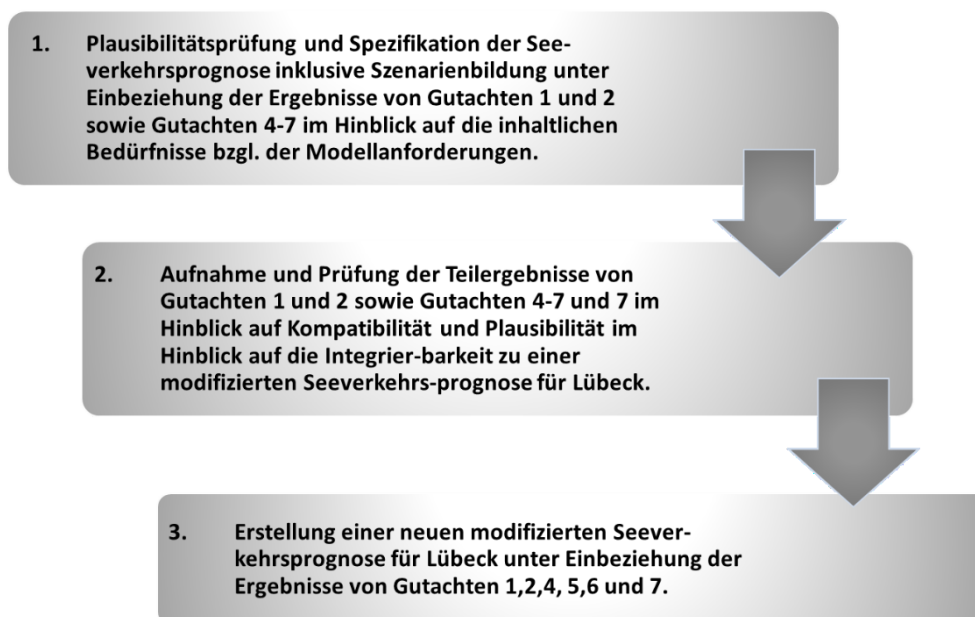 1. Plausibilitätsprüfung und Spezifikation der See-
verkehrsprognose inklusive Szenarienbildung unter
Einbeziehung der Ergebnisse von Gutachten 1 und 2
sowie Gutachten 4-7 im Hinblick auf die inhaltlichen
Bedürfnisse bzgl. der Modellanforderungen.
2. Aufnahme und Prüfung der Teilergebnisse von
Gutachten 1 und 2 sowie Gutachten 4-7 und 7 im
Hinblick auf Kompatibilität und Plausibilität im
Hinblick auf die Integrier-barkeit zu einer
modifizierten Seeverkehrs-prognose für Lübeck.
3. Erstellung einer neuen modifizierten Seever-
kehrsprognose für Lübeck unter Einbeziehung der
Ergebnisse von Gutachten 1,2,4, 5,6 und 7.